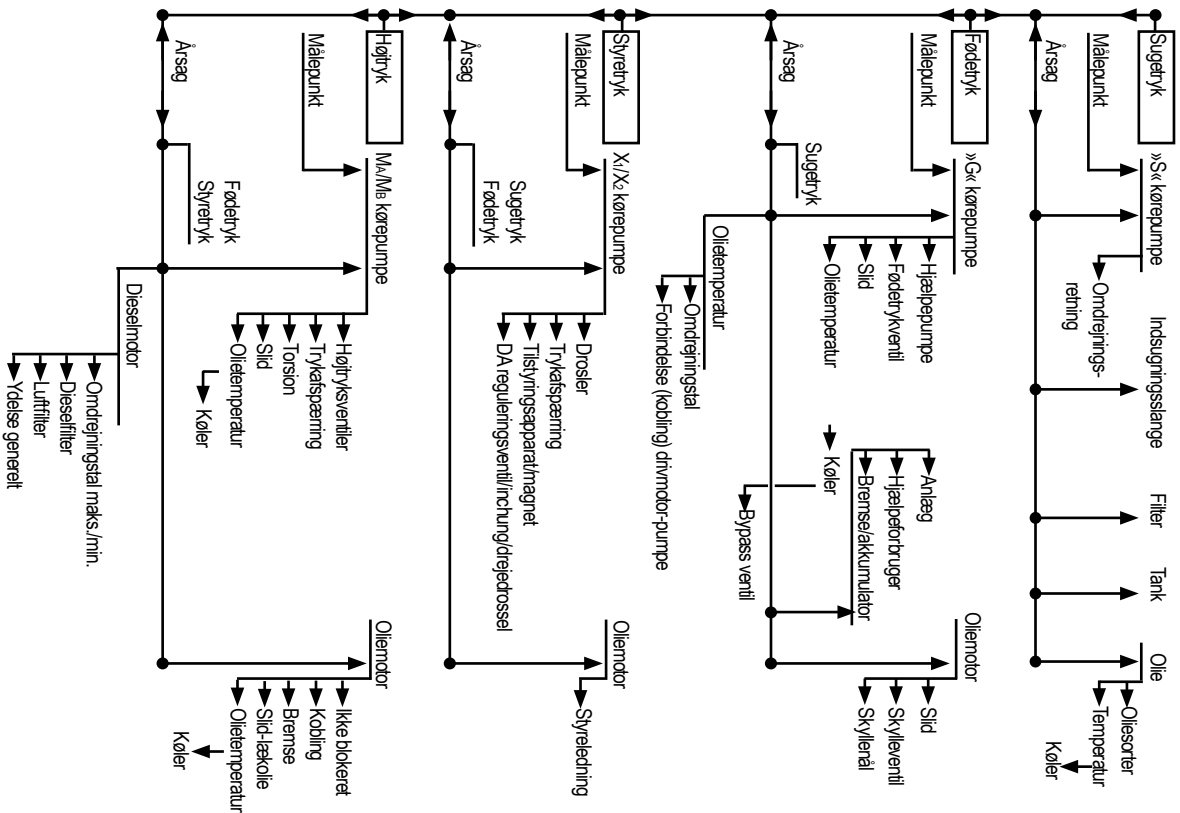 Sugetryk
Målepunkt
Årsag
»S« kørepumpe
Omdrejnings-
retning
Indsugningsslange
Filter
Tank
Olie
Oliesorter
Temperatur
Køler
Fødetryk
Målepunkt
Årsag
Sugetryk
»G« kørepumpe
Hjælpepumpe
Fødetrykventil
Slid
Olietemperatur
Olietemperatur
Omdrejningstal
Forbindelse (kobling) drivmotor-pumpe
Anlæg
Hjælpeforbruger
Bremse/akkumulator
Køler
Bypass ventil
Oliemotor
Slid
Skylleventil
Skyllenål
Styretryk
Målepunkt
Årsag
Sugetryk
Fødetryk
X1/X2 kørepumpe
Drosler
Trykafspærring
Tilstyringsapparat/magnet
DA reguleringsventil/inchung/drejedrossel
Oliemotor
Styreledning
Højtryk
Målepunkt
Årsag
Fødetryk
Styretryk
MA/MB kørepumpe
Højtryksventiler
Trykafspærring
Torsion
Slid
Olietemperatur
Køler
Dieselmotor
Omdrejningstal maks./min.
Dieselfilter
Luftfilter
Ydelse generelt
Oliemotor
Ikke blokeret
Kobling
Bremse
Slid-lækolie
Olietemperatur
Køler